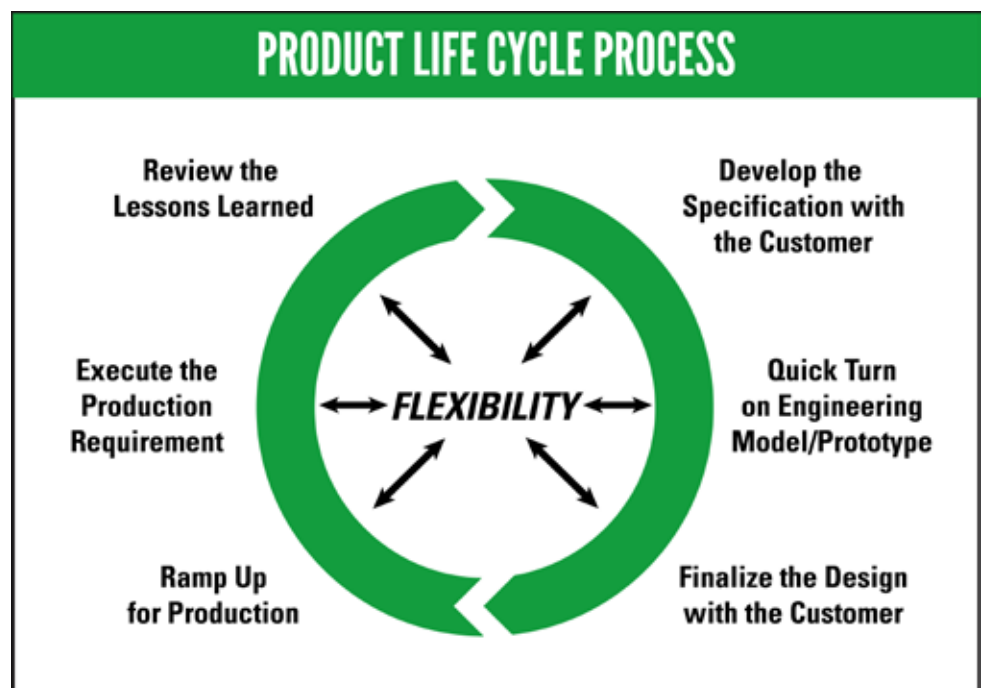 PRODUCT LIFE CYCLE PROCESS
Review the
Lessons Learned
Develop the
Specification with
the Customer
Execute the
Production
Requirement
FLEXIBILITY
Quick Turn
on Engineering
Model/Prototype
Ramp Up
for Production
Finalize the Design
with the Customer